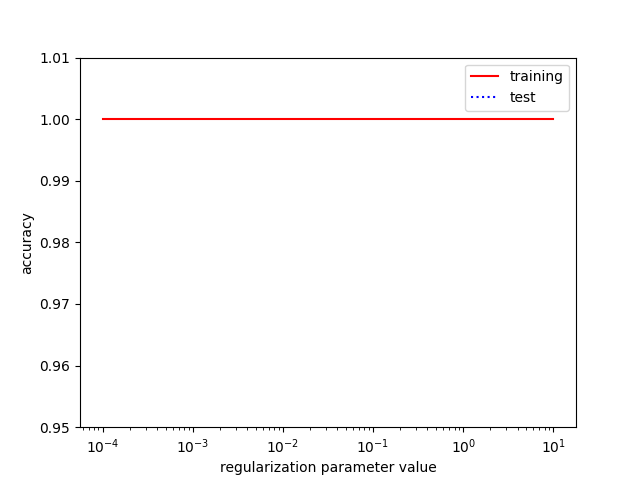 training
test
1.01
1.00
0.99
0.98
0.97
0.96
0.95
accuracy
10⁻⁴ 10⁻³ 10⁻² 10⁻¹ 10⁰ 10¹
regularization parameter value